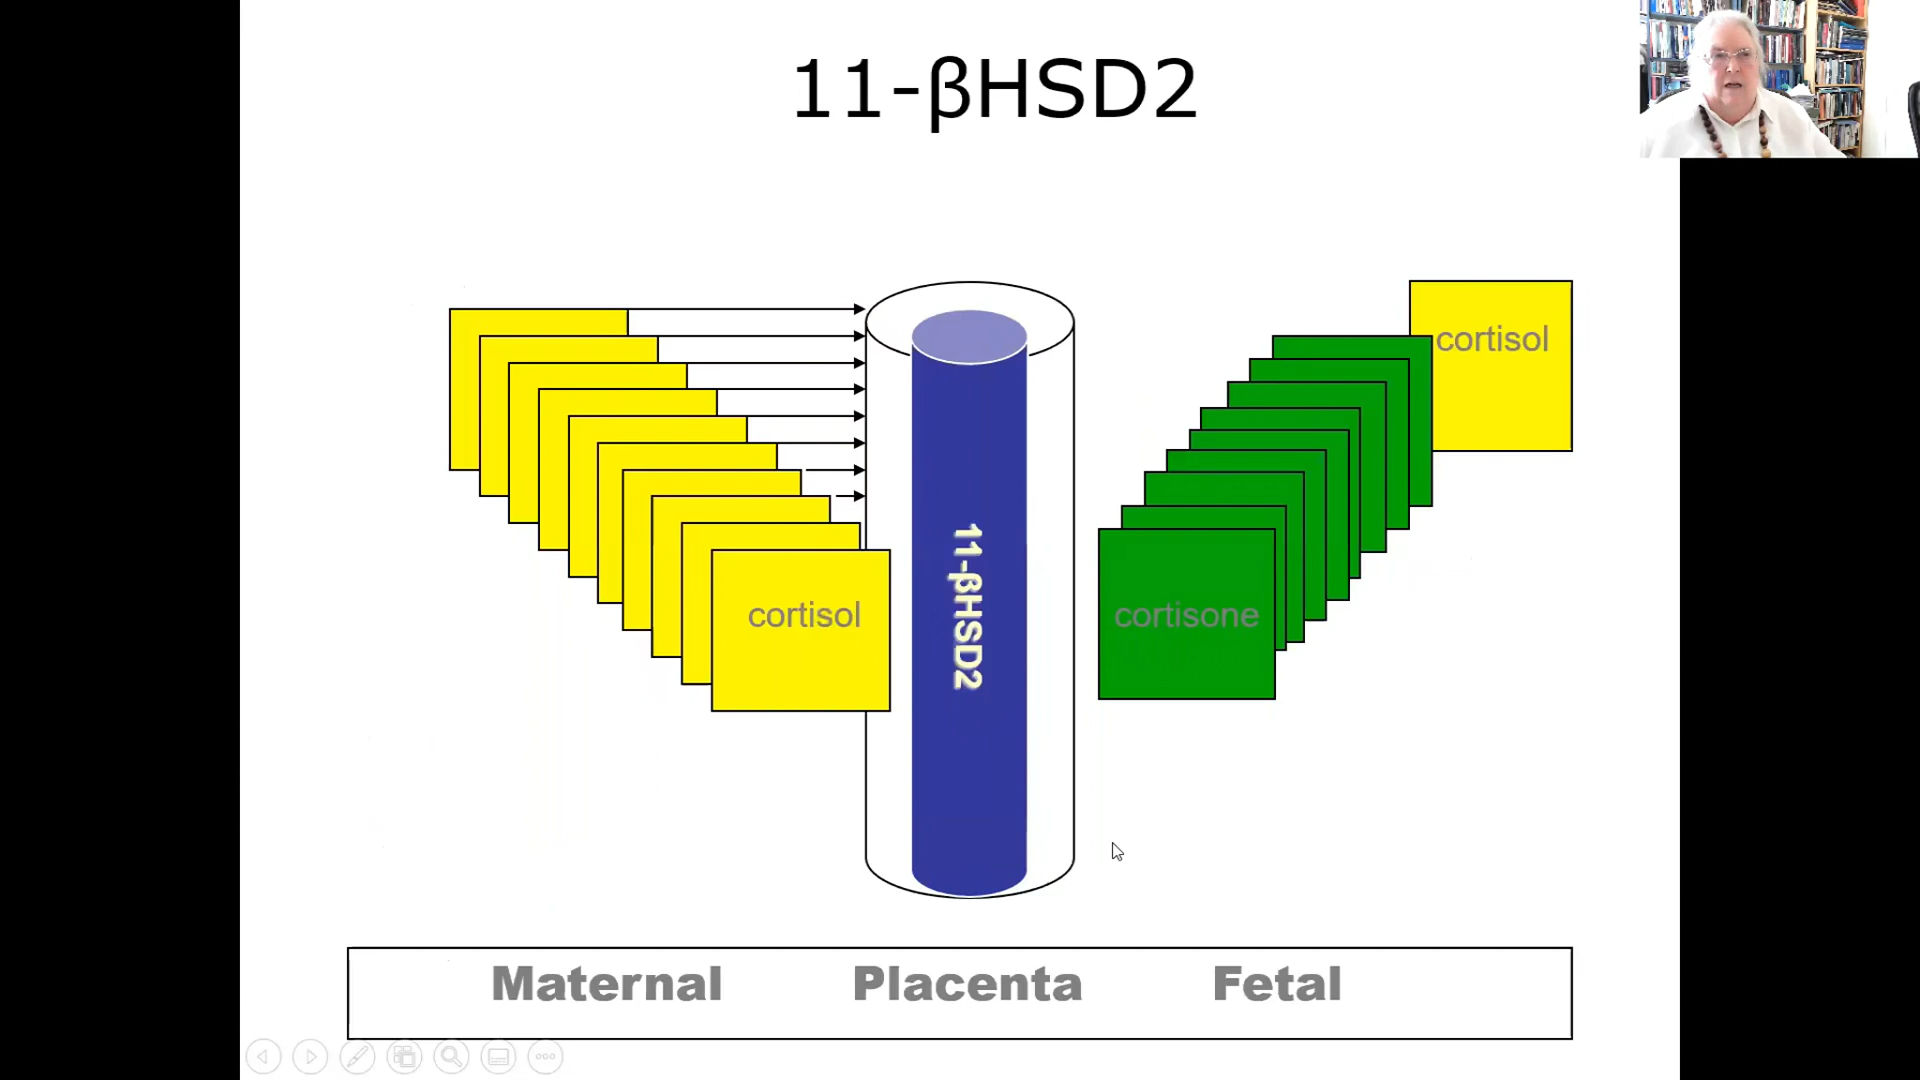 11-βHSD2
cortisol
cortisol
11-βHSD2
cortisone
Maternal Placenta Fetal